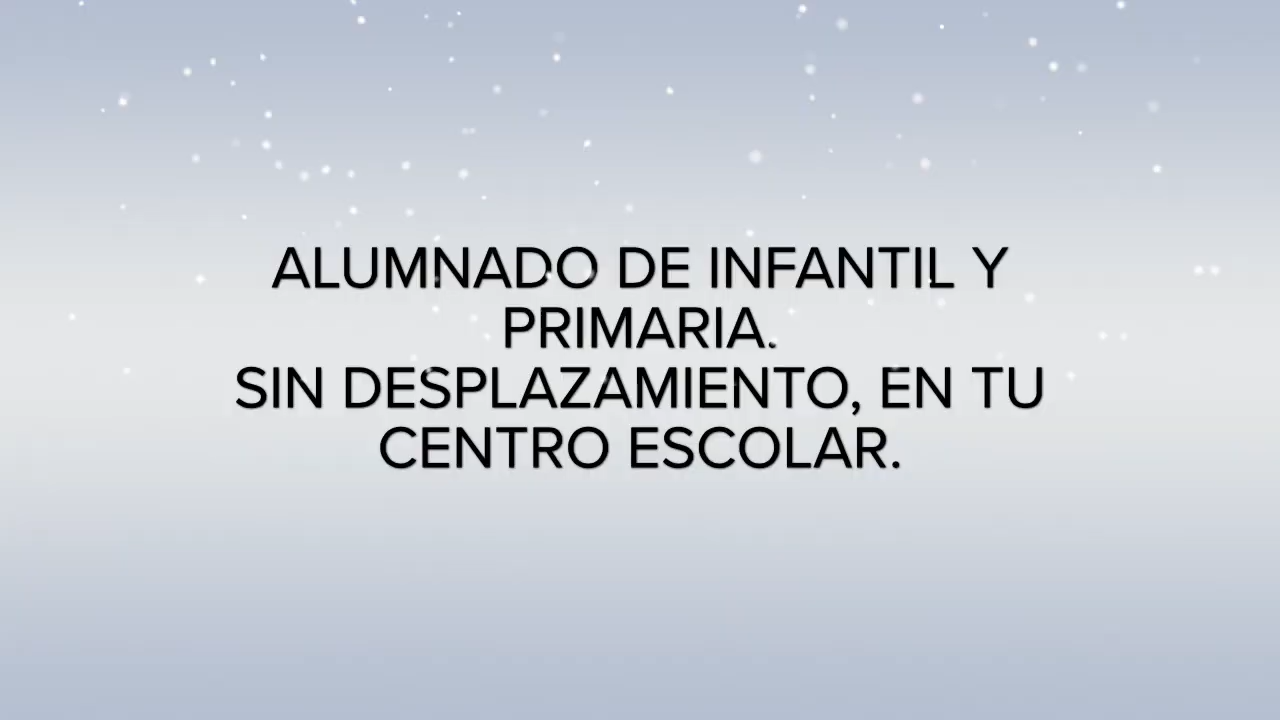 ALUMNADO DE INFANTIL Y
PRIMARIA.
SIN DESPLAZAMIENTO, EN TU
CENTRO ESCOLAR.